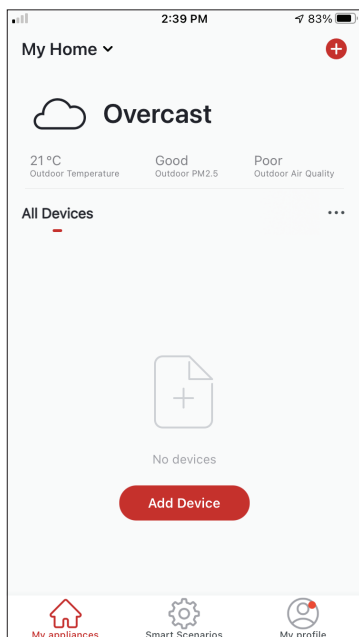 2:39 PM
83%
My Home
Overcast
21 °C Good Poor
Outdoor Temperature Outdoor PM2.5 Outdoor Air Quality
All Devices
No devices
Add Device
My appliances Smart Scenarios My profile